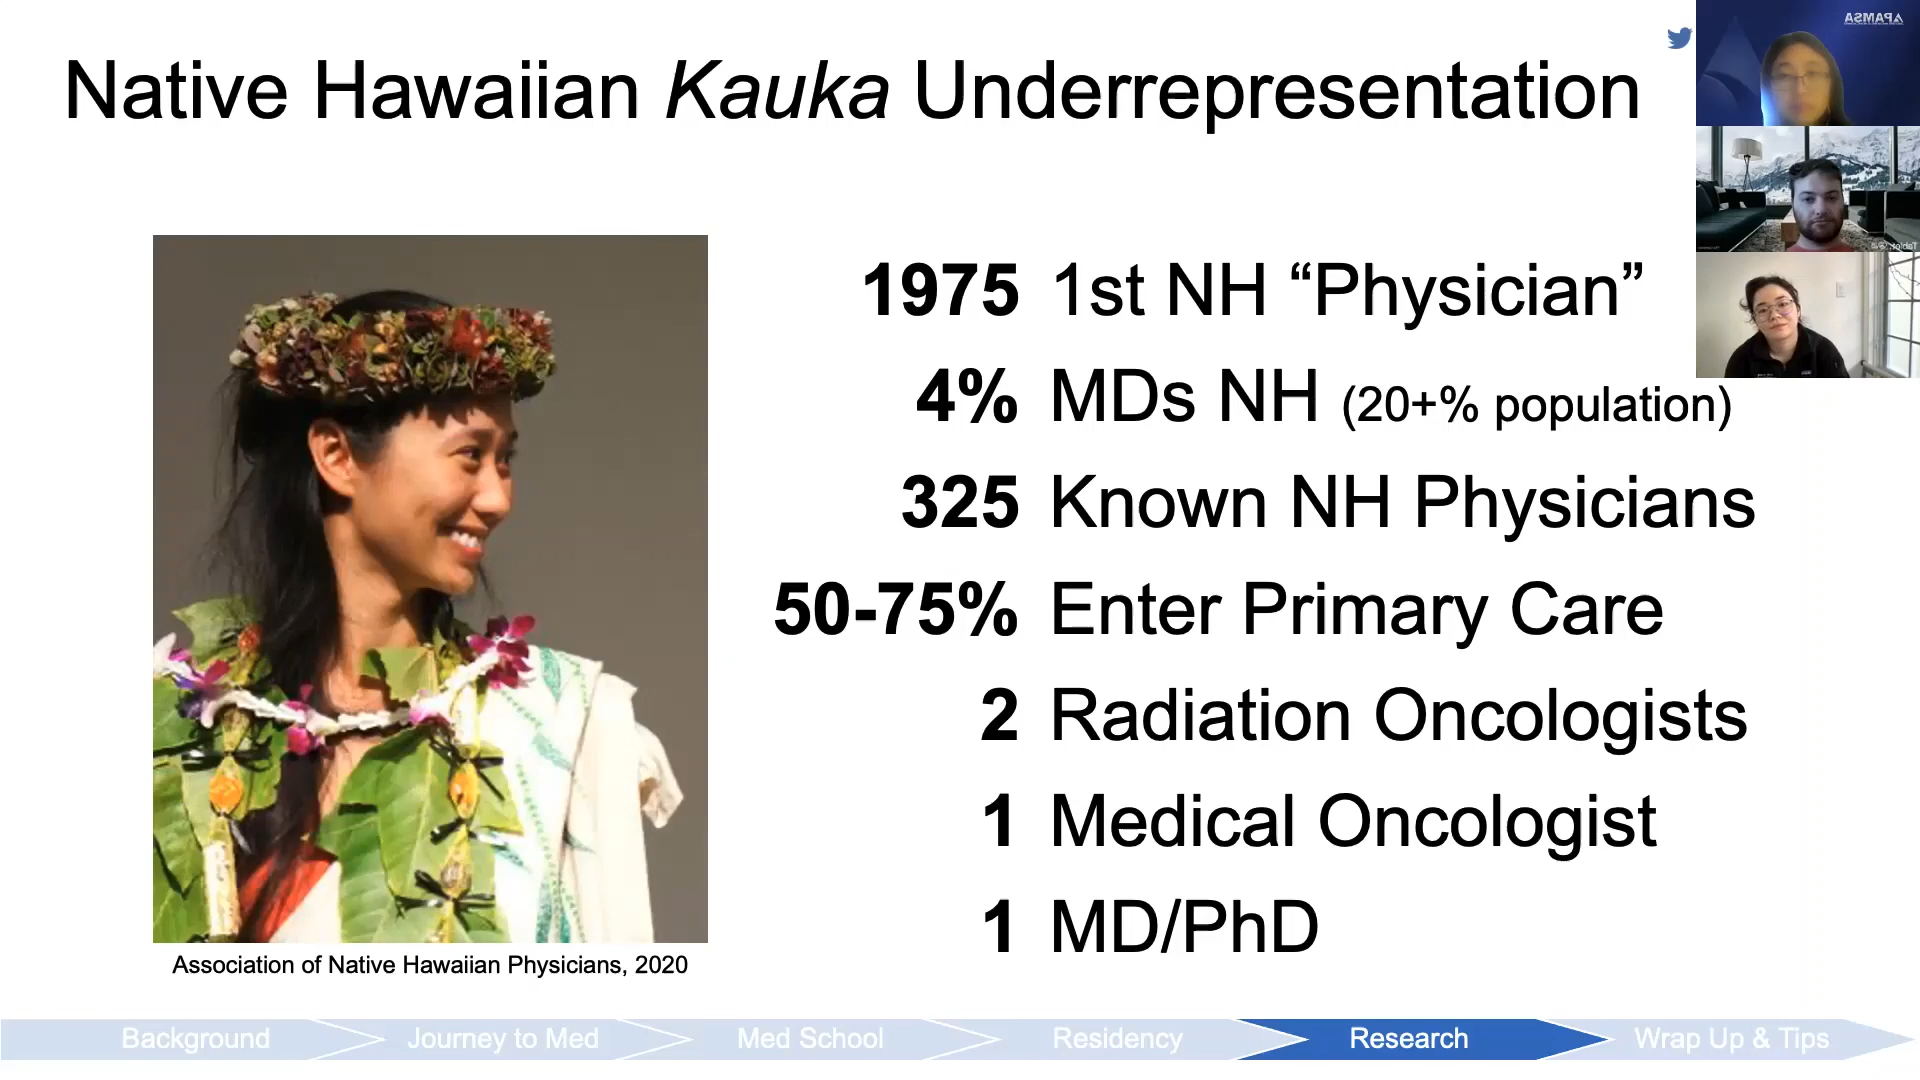 Native Hawaiian Kauka Underrepresentation
APAMSA
1975 1st NH “Physician”
4% MDs NH (20+% population)
325 Known NH Physicians
50-75% Enter Primary Care
2 Radiation Oncologists
1 Medical Oncologist
1 MD/PhD
Association of Native Hawaiian Physicians, 2020
Background
Journey to Med
Med School
Residency
Research
Wrap Up & Tips